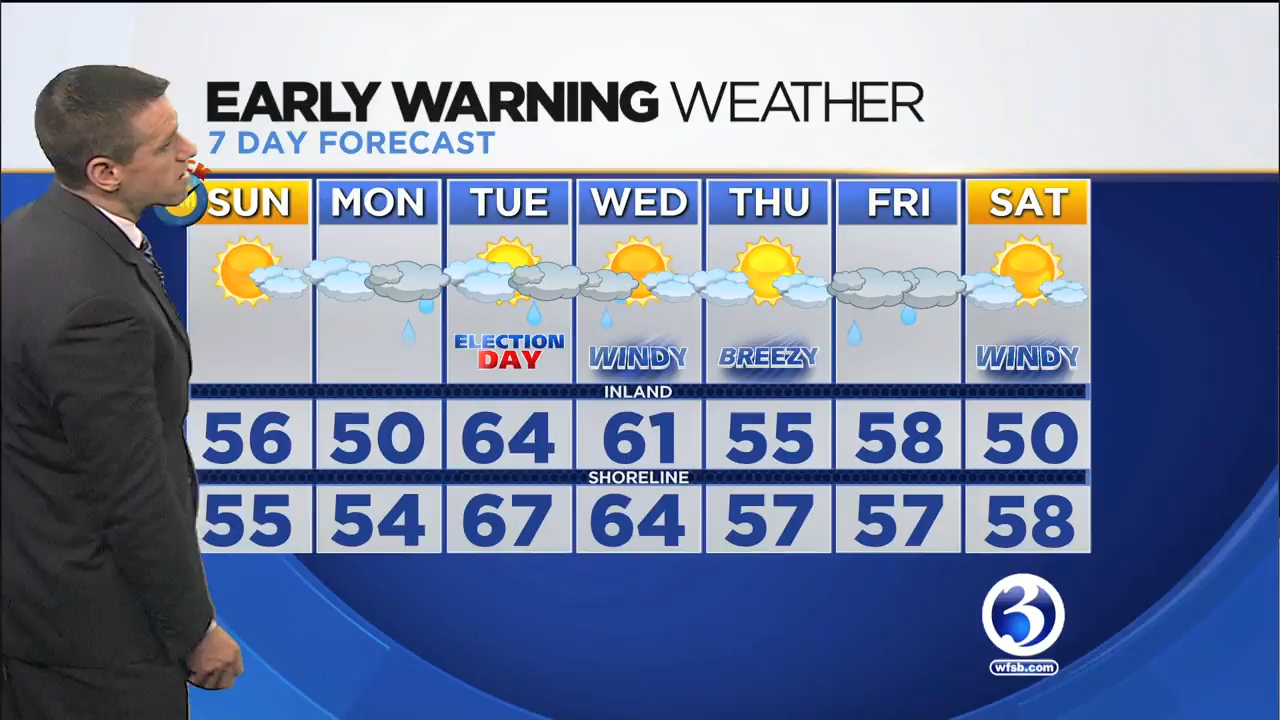 EARLY WARNING WEATHER
7 DAY FORECAST
SUN MON TUE WED THU FRI SAT
ELECTION
DAY
WINDY BREEZY WINDY
INLAND
56 50 64 61 55 58 50
SHORELINE
55 54 67 64 57 57 58
3
wfsb.com